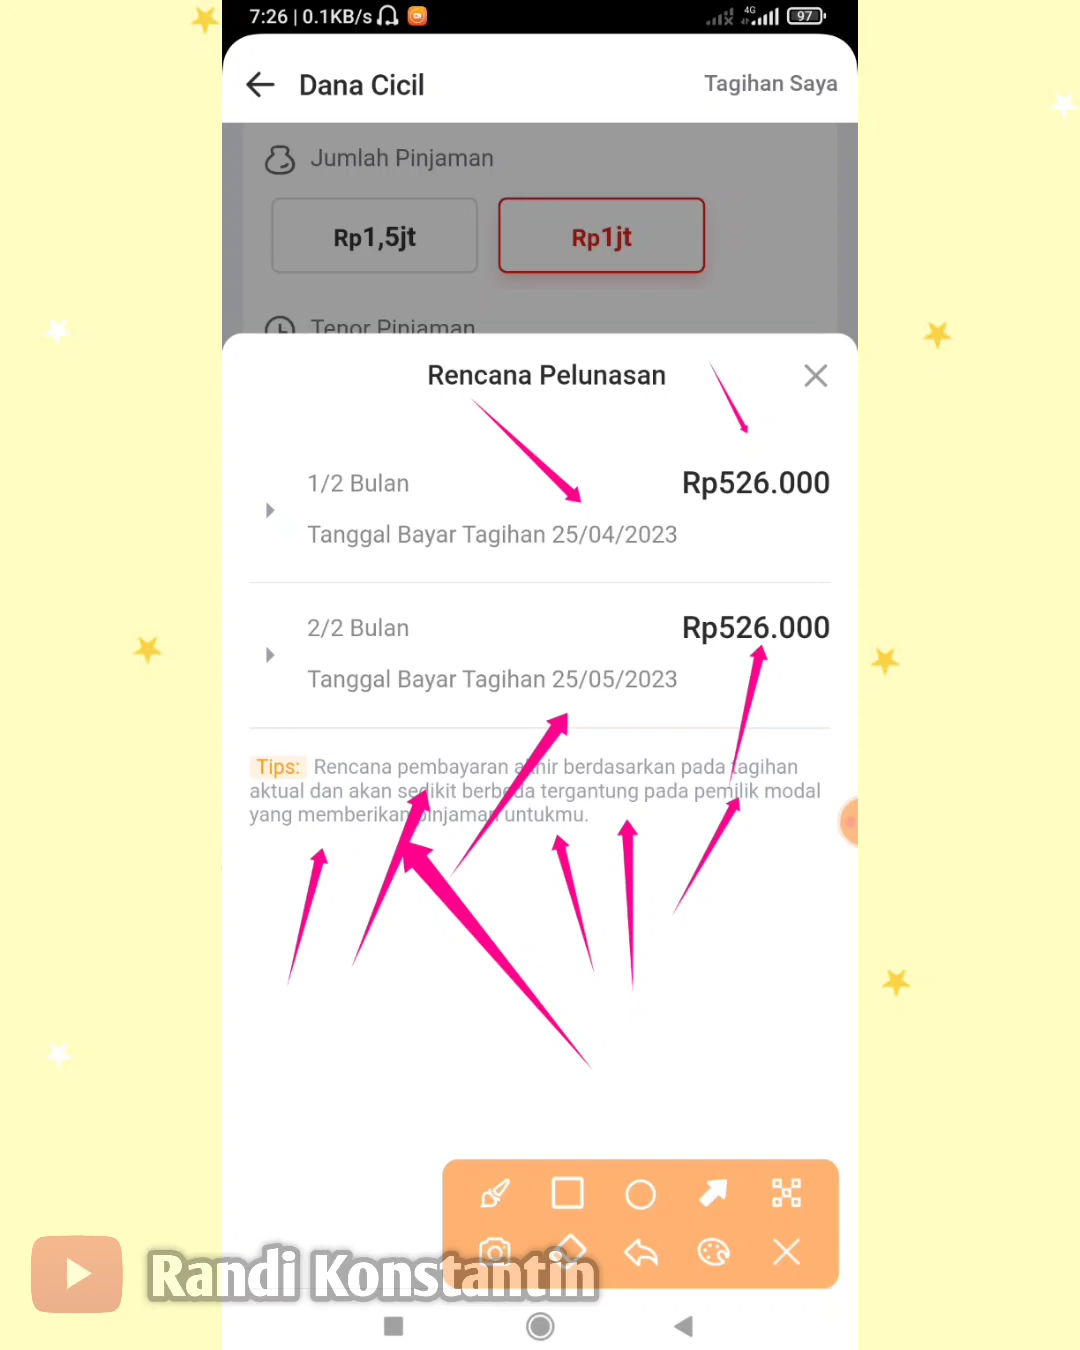 7:26 | 0.1KB/s 4G 97
Dana Cicil Tagihan Saya
Jumlah Pinjaman
Rp1,5jt Rp1jt
Tenor Pinjaman
Rencana Pelunasan
1/2 Bulan Rp526.000
Tanggal Bayar Tagihan 25/04/2023
2/2 Bulan Rp526.000
Tanggal Bayar Tagihan 25/05/2023
Tips: Rencana pembayaran akhir berdasarkan pada tagihan
aktual dan akan sedikit berbeda tergantung pada pemilik modal
yang memberikan pinjaman untukmu.
Randi Konstantin